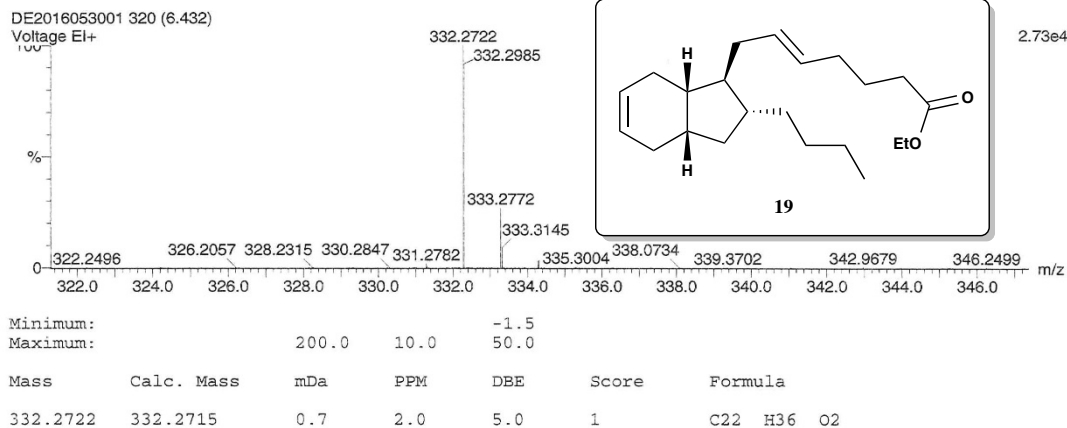 DE2016053001 320 (6.432)
Voltage EI+
2.73e4
100
332.2722
332.2985
%
333.2772
333.3145
322.2496 326.2057 328.2315 330.2847 331.2782 335.3004 338.0734 339.3702 342.9679 346.2499
0
m/z
322.0 324.0 326.0 328.0 330.0 332.0 334.0 336.0 338.0 340.0 342.0 344.0 346.0
H
H
O
EtO
19
Minimum: -1.5
Maximum: 200.0 10.0 50.0
Mass Calc. Mass mDa PPM DBE Score Formula
332.2722 332.2715 0.7 2.0 5.0 1 C22 H36 O2